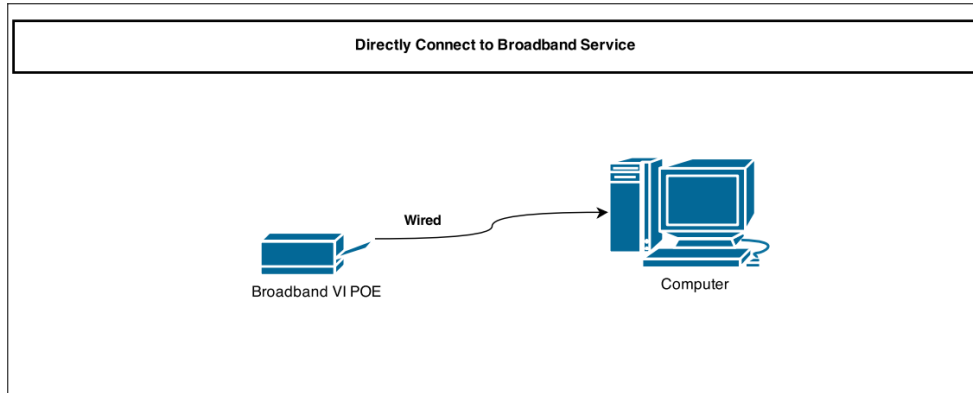 Directly Connect to Broadband Service
Wired
Broadband VI POE
Computer